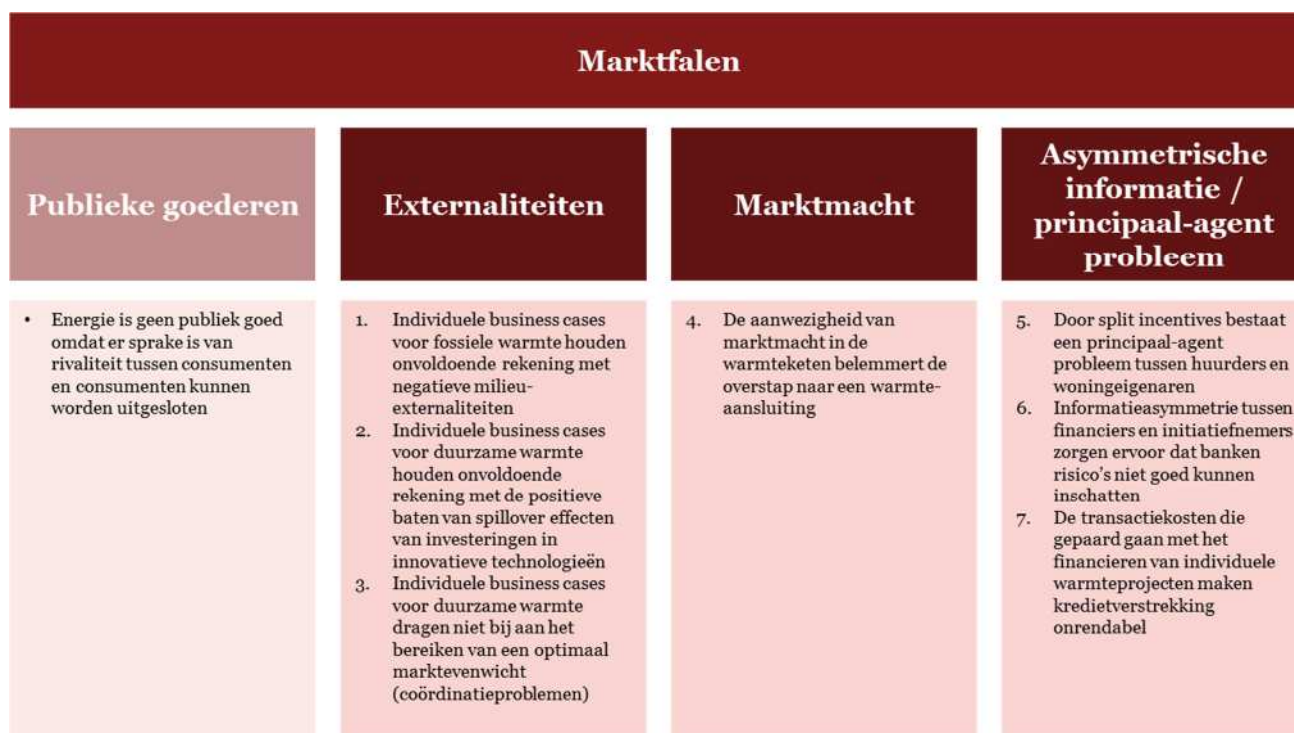 Marktfalen
Publieke goederen
Externaliteiten
Marktmacht
Asymmetrische
informatie /
principaal-agent
probleem
• Energie is geen publiek goed
omdat er sprake is van
rivaliteit tussen consumenten
en consumenten kunnen
worden uitgesloten
1. Individuele business cases
voor fossiele warmte houden
onvoldoende rekening met
negatieve milieu-
externaliteiten
2. Individuele business cases
voor duurzame warmte
houden onvoldoende
rekening met de positieve
baten van spillover effecten
van investeringen in
innovatieve technologieën
3. Individuele business cases
voor duurzame warmte
dragen niet bij aan het
bereiken van een optimaal
marktevenwicht
(coördinatieproblemen)
4. De aanwezigheid van
marktmacht in de
warmteketen belemmert de
overstap naar een warmte-
aansluiting
5. Door split incentives bestaat
een principaal-agent
probleem tussen huurders en
woningeigenaren
6. Informatieasymmetrie tussen
financiers en initiatiefnemers
zorgen ervoor dat banken
risico's niet goed kunnen
inschatten
7. De transactiekosten die
gepaard gaan met het
financieren van individuele
warmteprojecten maken
kredietverstrekking
onrendabel